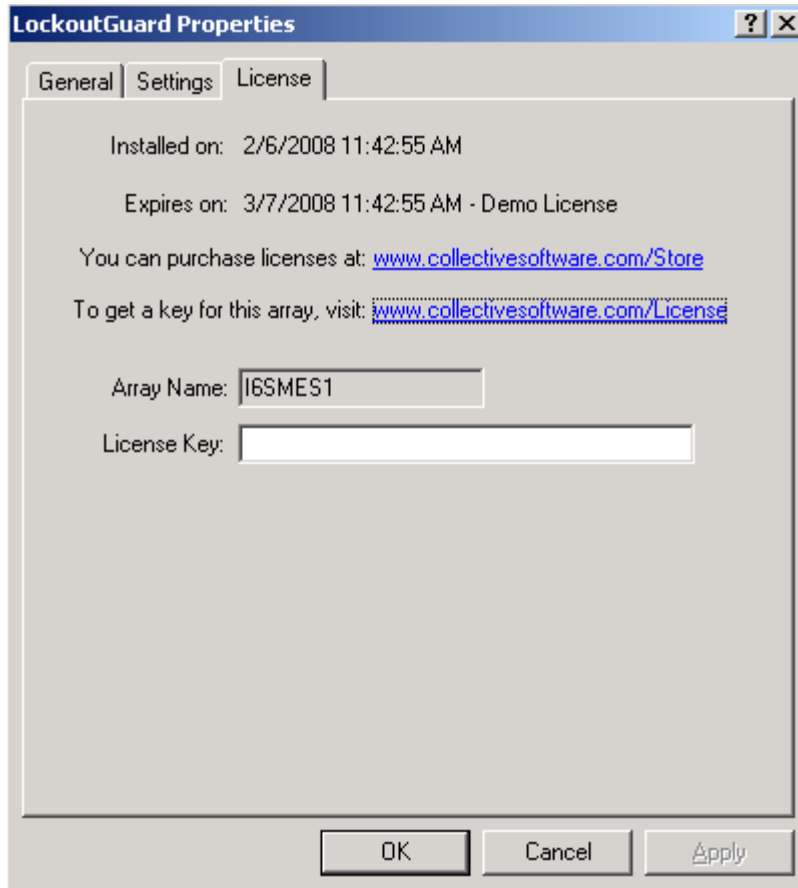 LockoutGuard Properties
General Settings License
Installed on: 2/6/2008 11:42:55 AM
Expires on: 3/7/2008 11:42:55 AM - Demo License
You can purchase licenses at: www.collectivesoftware.com/Store
To get a key for this array, visit: www.collectivesoftware.com/License
Array Name: I6SMES1
License Key:
OK Cancel Apply